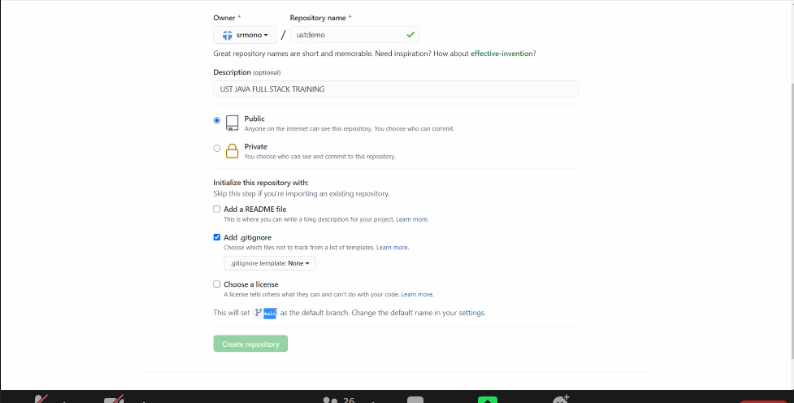 Owner * Repository name *
srmono / ustdemo
Great repository names are short and memorable. Need inspiration? How about effective-invention?
Description (optional)
UST JAVA FULL STACK TRAINING
Public
Anyone on the internet can see this repository. You choose who can commit.
Private
You choose who can see and commit to this repository.
Initialize this repository with:
Skip this step if you're importing an existing repository.
Add a README file
This is where you can write a long description for your project. Learn more.
Add .gitignore
Choose which files not to track from a list of templates. Learn more.
.gitignore template: None
Choose a license
A license tells others what they can and can't do with your code. Learn more.
This will set main as the default branch. Change the default name in your settings.
Create repository
26